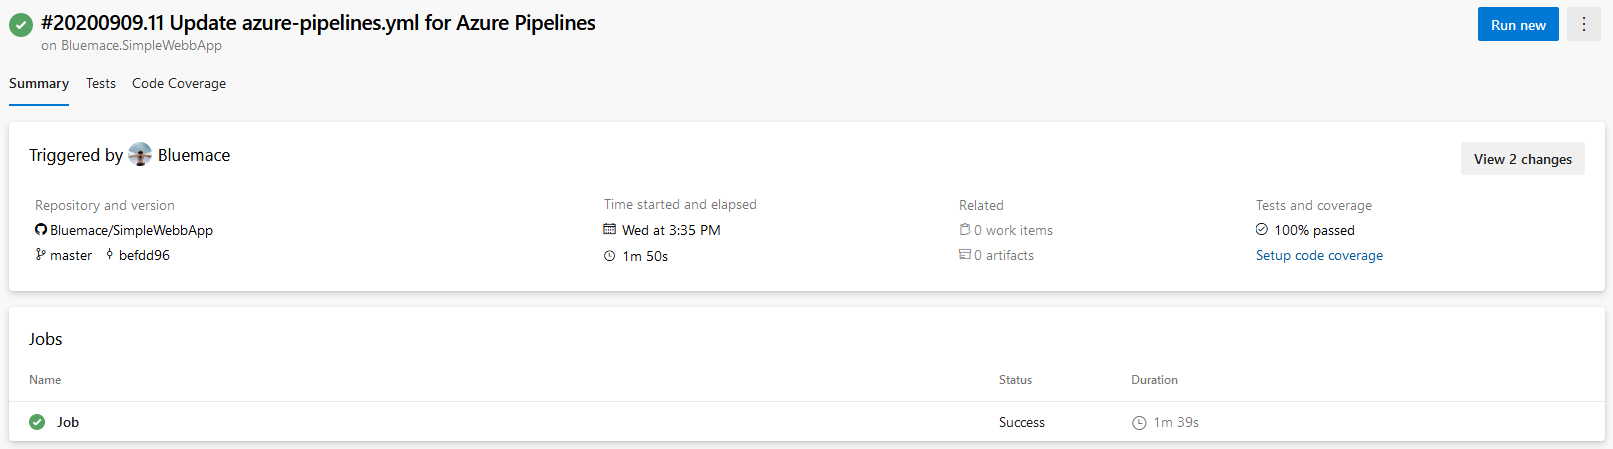 #20200909.11 Update azure-pipelines.yml for Azure Pipelines
on Bluemace.SimpleWebbApp
Run new
Summary Tests Code Coverage
Triggered by Bluemace
View 2 changes
Repository and version
Bluemace/SimpleWebbApp
master befdd96
Time started and elapsed
Wed at 3:35 PM
1m 50s
Related
0 work items
0 artifacts
Tests and coverage
100% passed
Setup code coverage
Jobs
Name Status Duration
Job Success 1m 39s